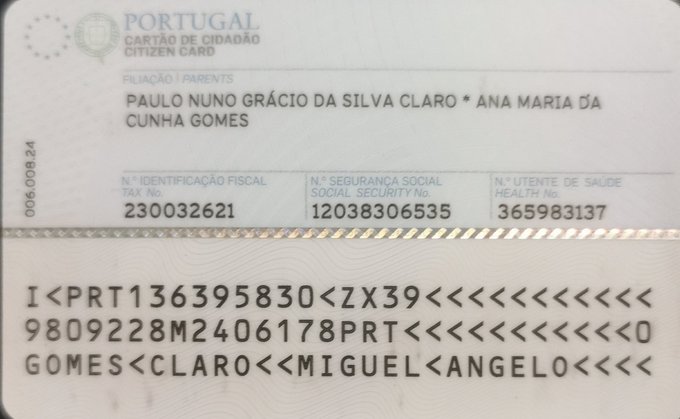 PORTUGAL
CARTÃO DE CIDADÃO
CITIZEN CARD
FILIAÇÃO | PARENTS
PAULO NUNO GRÁCIO DA SILVA CLARO * ANA MARIA DA
CUNHA GOMES
006.008.24
N.º IDENTIFICAÇÃO FISCAL
TAX No.
230032621
N.º SEGURANÇA SOCIAL
SOCIAL SECURITY No.
12038306535
N.º UTENTE DE SAÚDE
HEALTH No.
365983137
I<PRT136395830<ZX39<<<<<<<<<<<
9809228M2406178PRT<<<<<<<<<<<0
GOMES<CLARO<<MIGUEL<ANGELO<<<<